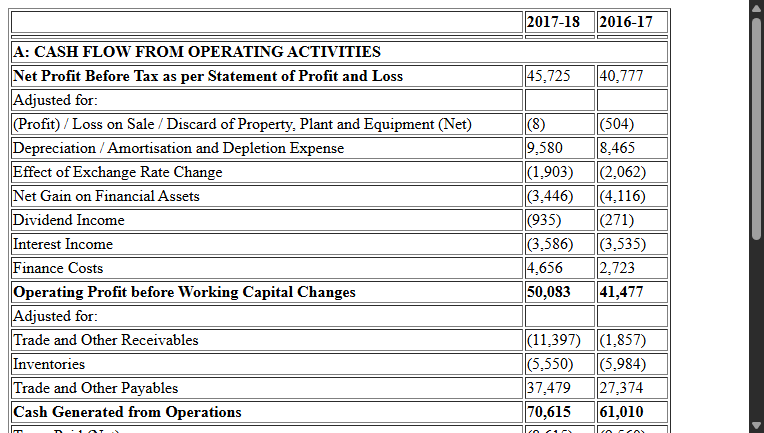 2017-18 2016-17
A: CASH FLOW FROM OPERATING ACTIVITIES
Net Profit Before Tax as per Statement of Profit and Loss 45,725 40,777
Adjusted for:
(Profit) / Loss on Sale / Discard of Property, Plant and Equipment (Net) (8) (504)
Depreciation / Amortisation and Depletion Expense 9,580 8,465
Effect of Exchange Rate Change (1,903) (2,062)
Net Gain on Financial Assets (3,446) (4,116)
Dividend Income (935) (271)
Interest Income (3,586) (3,535)
Finance Costs 4,656 2,723
Operating Profit before Working Capital Changes 50,083 41,477
Adjusted for:
Trade and Other Receivables (11,397) (1,857)
Inventories (5,550) (5,984)
Trade and Other Payables 37,479 27,374
Cash Generated from Operations 70,615 61,010